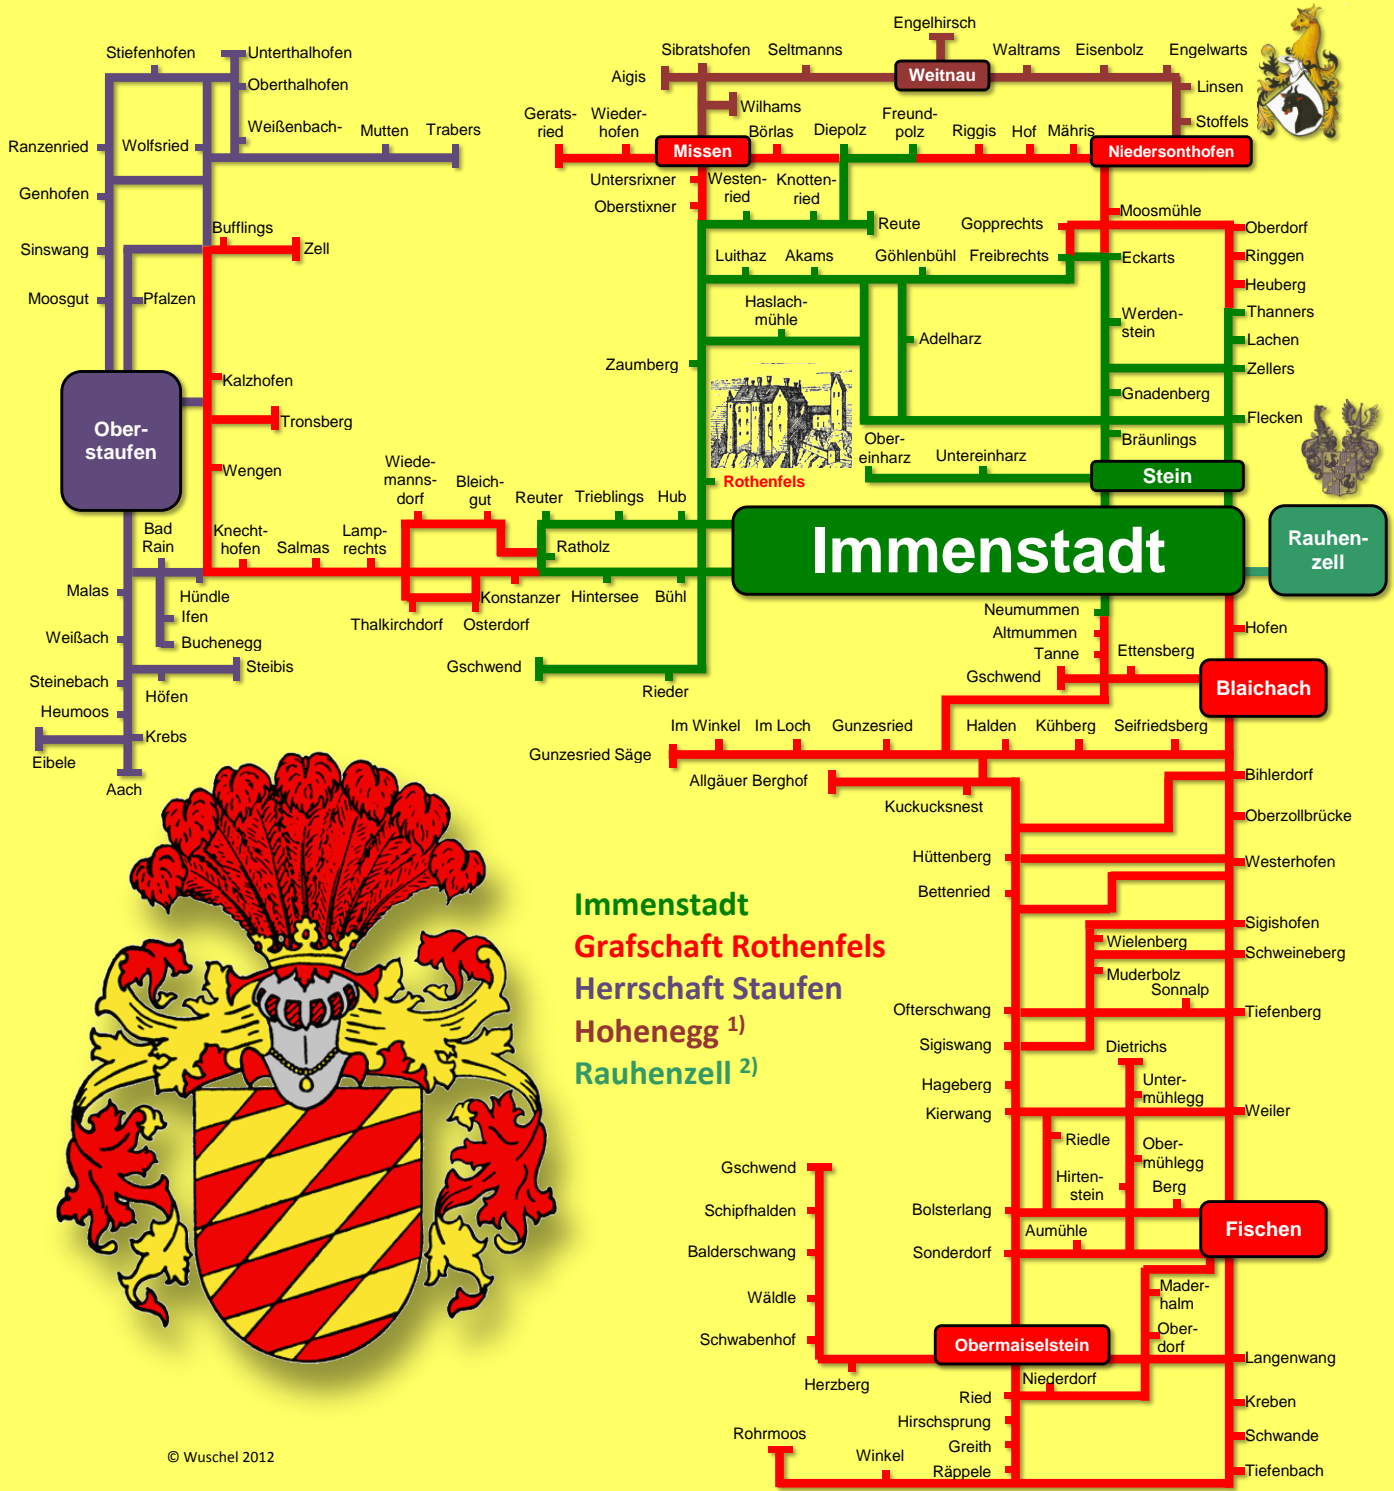 Engelhirsch
Stiefenhofen
Unterthalhofen
Sibratshofen
Seltmanns
Waltrams
Eisenbolz
Engelwarts
Aigis
Weitnau
Oberthalhofen
Linsen
Wilhams
Gerats-
ried
Wieder-
hofen
Börlas
Diepolz
Freund-
polz
Riggis
Hof
Mähris
Stoffels
Weißenbach-
Mutten
Trabers
Ranzenried
Wolfsried
Missen
Niedersonthofen
Untersrixner
Westen-
ried
Knotten-
ried
Genhofen
Oberstixner
Moosmühle
Bufflings
Reute
Gopprechts
Oberdorf
Sinswang
Zell
Luithaz
Akams
Göhlenbühl
Freibrechts
Eckarts
Ringgen
Heuberg
Moosgut
Pfalzen
Haslach-
mühle
Werden-
stein
Thanners
Adelharz
Lachen
Zaumberg
Zellers
Kalzhofen
Gnadenberg
Tronsberg
Flecken
Ober-
staufen
Ober-
einharz
Untereinharz
Bräunlings
Wengen
Wiede-
manns-
dorf
Bleich-
gut
Rothenfels
Stein
Reuter
Trieblings
Hub
Bad
Rain
Knecht-
hofen
Salmas
Lamp-
rechts
Ratholz
Immenstadt
Rauhen-
zell
Malas
Hündle
Konstanzer
Hintersee
Bühl
Ifen
Thalkirchdorf
Osterdorf
Neumummen
Weißach
Buchenegg
Altmummen
Hofen
Steibis
Gschwend
Tanne
Ettensberg
Steinebach
Höfen
Rieder
Gschwend
Blaichach
Heumoos
Krebs
Im Winkel
Im Loch
Gunzesried
Halden
Kühberg
Seifriedsberg
Eibele
Gunzesried Säge
Aach
Allgäuer Berghof
Bihlerdorf
Kuckucksnest
Oberzollbrücke
Hüttenberg
Westerhofen
Bettenried
Immenstadt
Grafschaft Rothenfels
Herrschaft Staufen
Hohenegg 1)
Rauhenzell 2)
Sigishofen
Wielenberg
Schweineberg
Muderbolz
Sonnalp
Ofterschwang
Tiefenberg
Sigiswang
Dietrichs
Hageberg
Unter-
mühlegg
Kierwang
Weiler
Riedle
Ober-
mühlegg
Gschwend
Hirten-
stein
Berg
Schipfhalden
Bolsterlang
Fischen
Aumühle
Balderschwang
Sonderdorf
Wäldle
Mader-
halm
Schwabenhof
Obermaiselstein
Ober-
dorf
Langenwang
Herzberg
Niederdorf
Ried
Kreben
Hirschsprung
Rohrmoos
Schwande
Greith
Winkel
Räppele
Tiefenbach
© Wuschel 2012